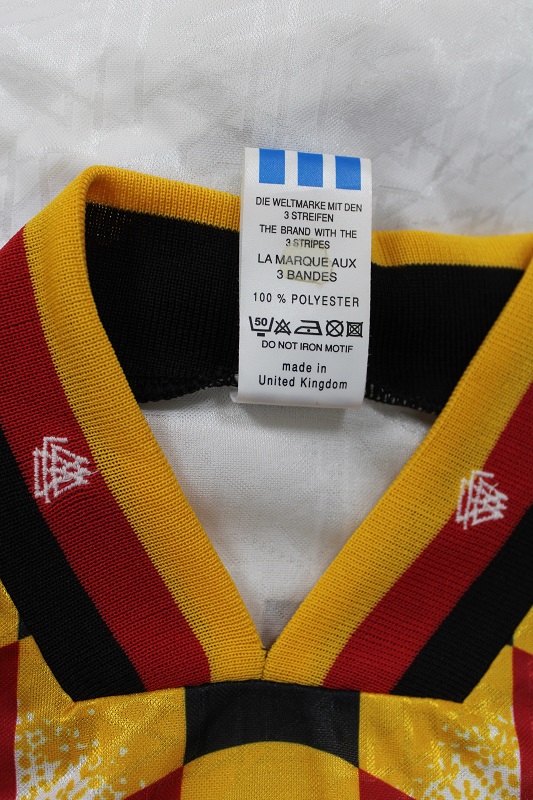 DIE WELTMARKE MIT DEN
3 STREIFEN
THE BRAND WITH THE
3 STRIPES
LA MARQUE AUX
3 BANDES
100 % POLYESTER
50
DO NOT IRON MOTIF
made in
United Kingdom